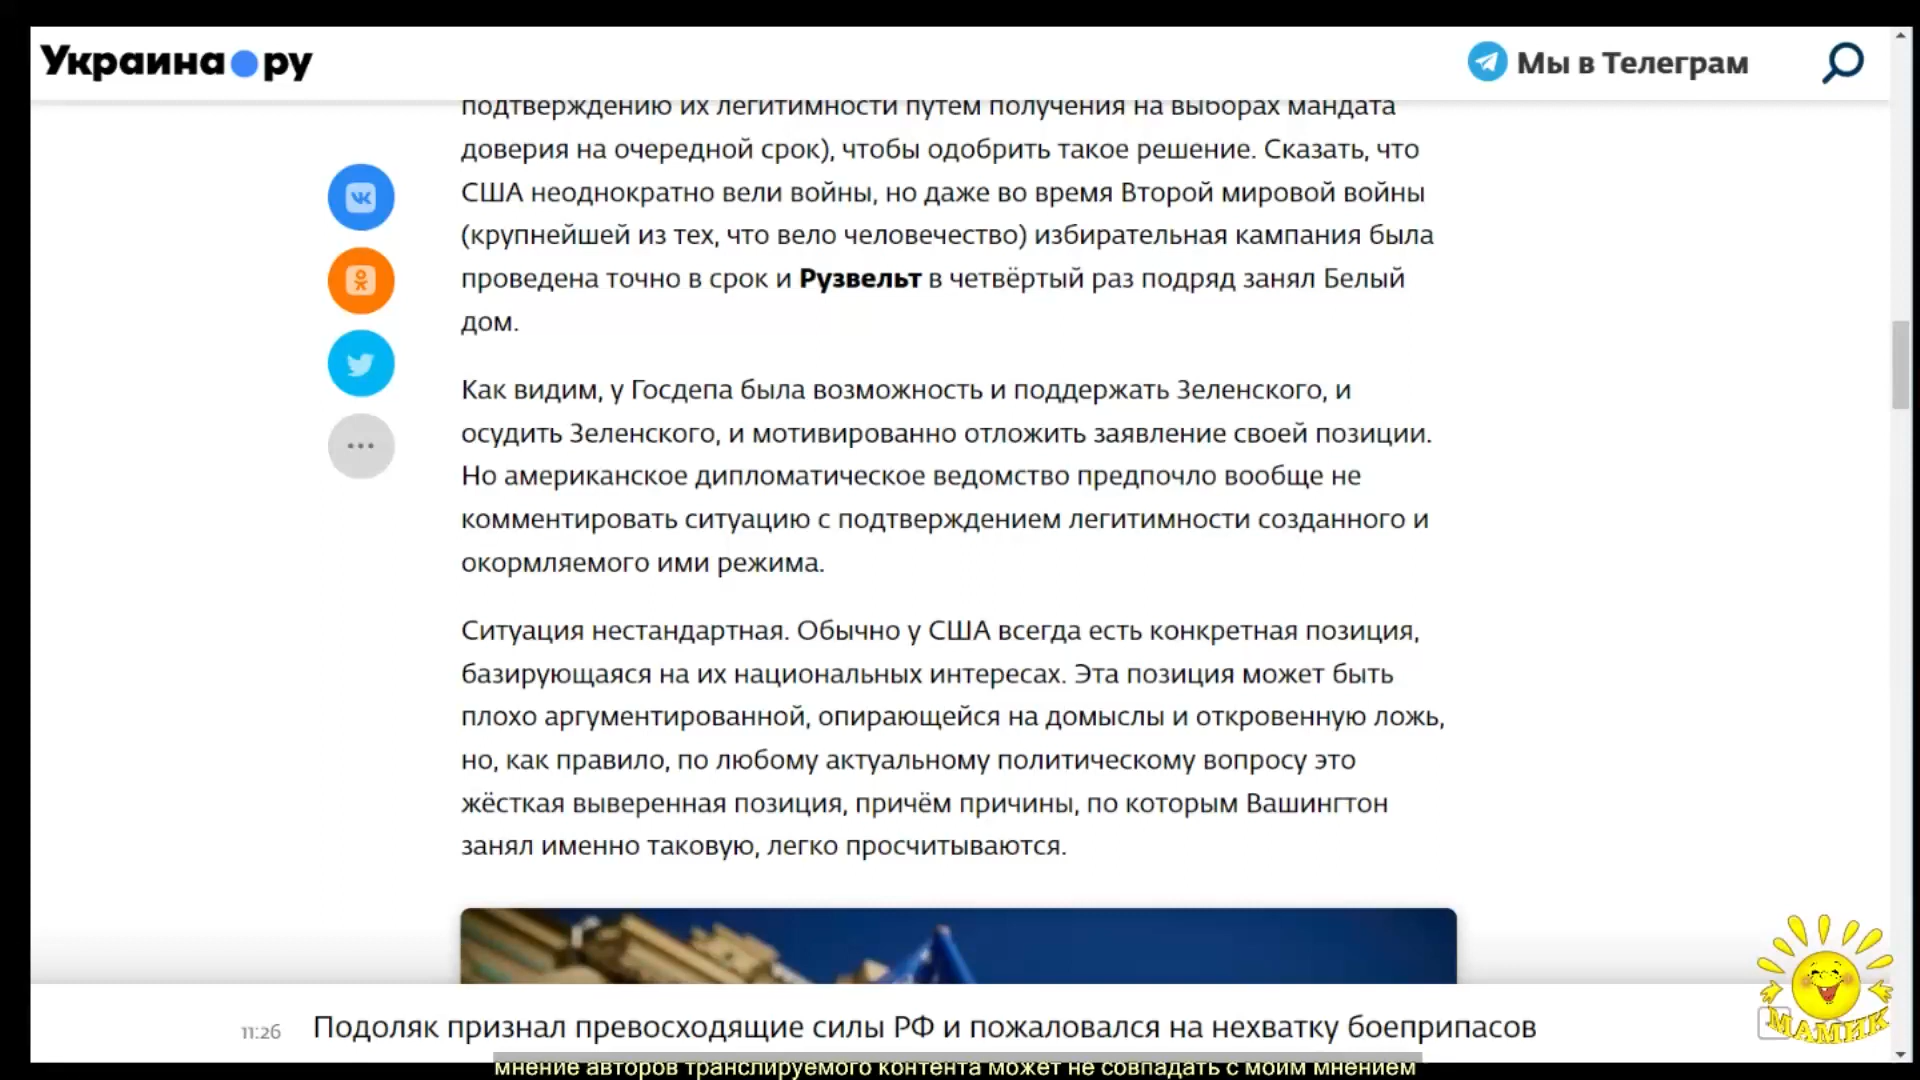 Украина.ру
Мы в Телеграм
подтверждению их легитимности путем получения на выборах мандата
доверия на очередной срок), чтобы одобрить такое решение. Сказать, что
США неоднократно вели войны, но даже во время Второй мировой войны
(крупнейшей из тех, что вело человечество) избирательная кампания была
проведена точно в срок и Рузвельт в четвёртый раз подряд занял Белый
дом.
Как видим, у Госдепа была возможность и поддержать Зеленского, и
осудить Зеленского, и мотивированно отложить заявление своей позиции.
Но американское дипломатическое ведомство предпочло вообще не
комментировать ситуацию с подтверждением легитимности созданного и
окормляемого ими режима.
Ситуация нестандартная. Обычно у США всегда есть конкретная позиция,
базирующаяся на их национальных интересах. Эта позиция может быть
плохо аргументированной, опирающейся на домыслы и откровенную ложь,
но, как правило, по любому актуальному политическому вопросу это
жёсткая выверенная позиция, причём причины, по которым Вашингтон
занял именно таковую, легко просчитываются.
11:26 Подоляк признал превосходящие силы РФ и пожаловался на нехватку боеприпасов
МАМИК
мнение авторов транслируемого контента может не совпадать с моим мнением